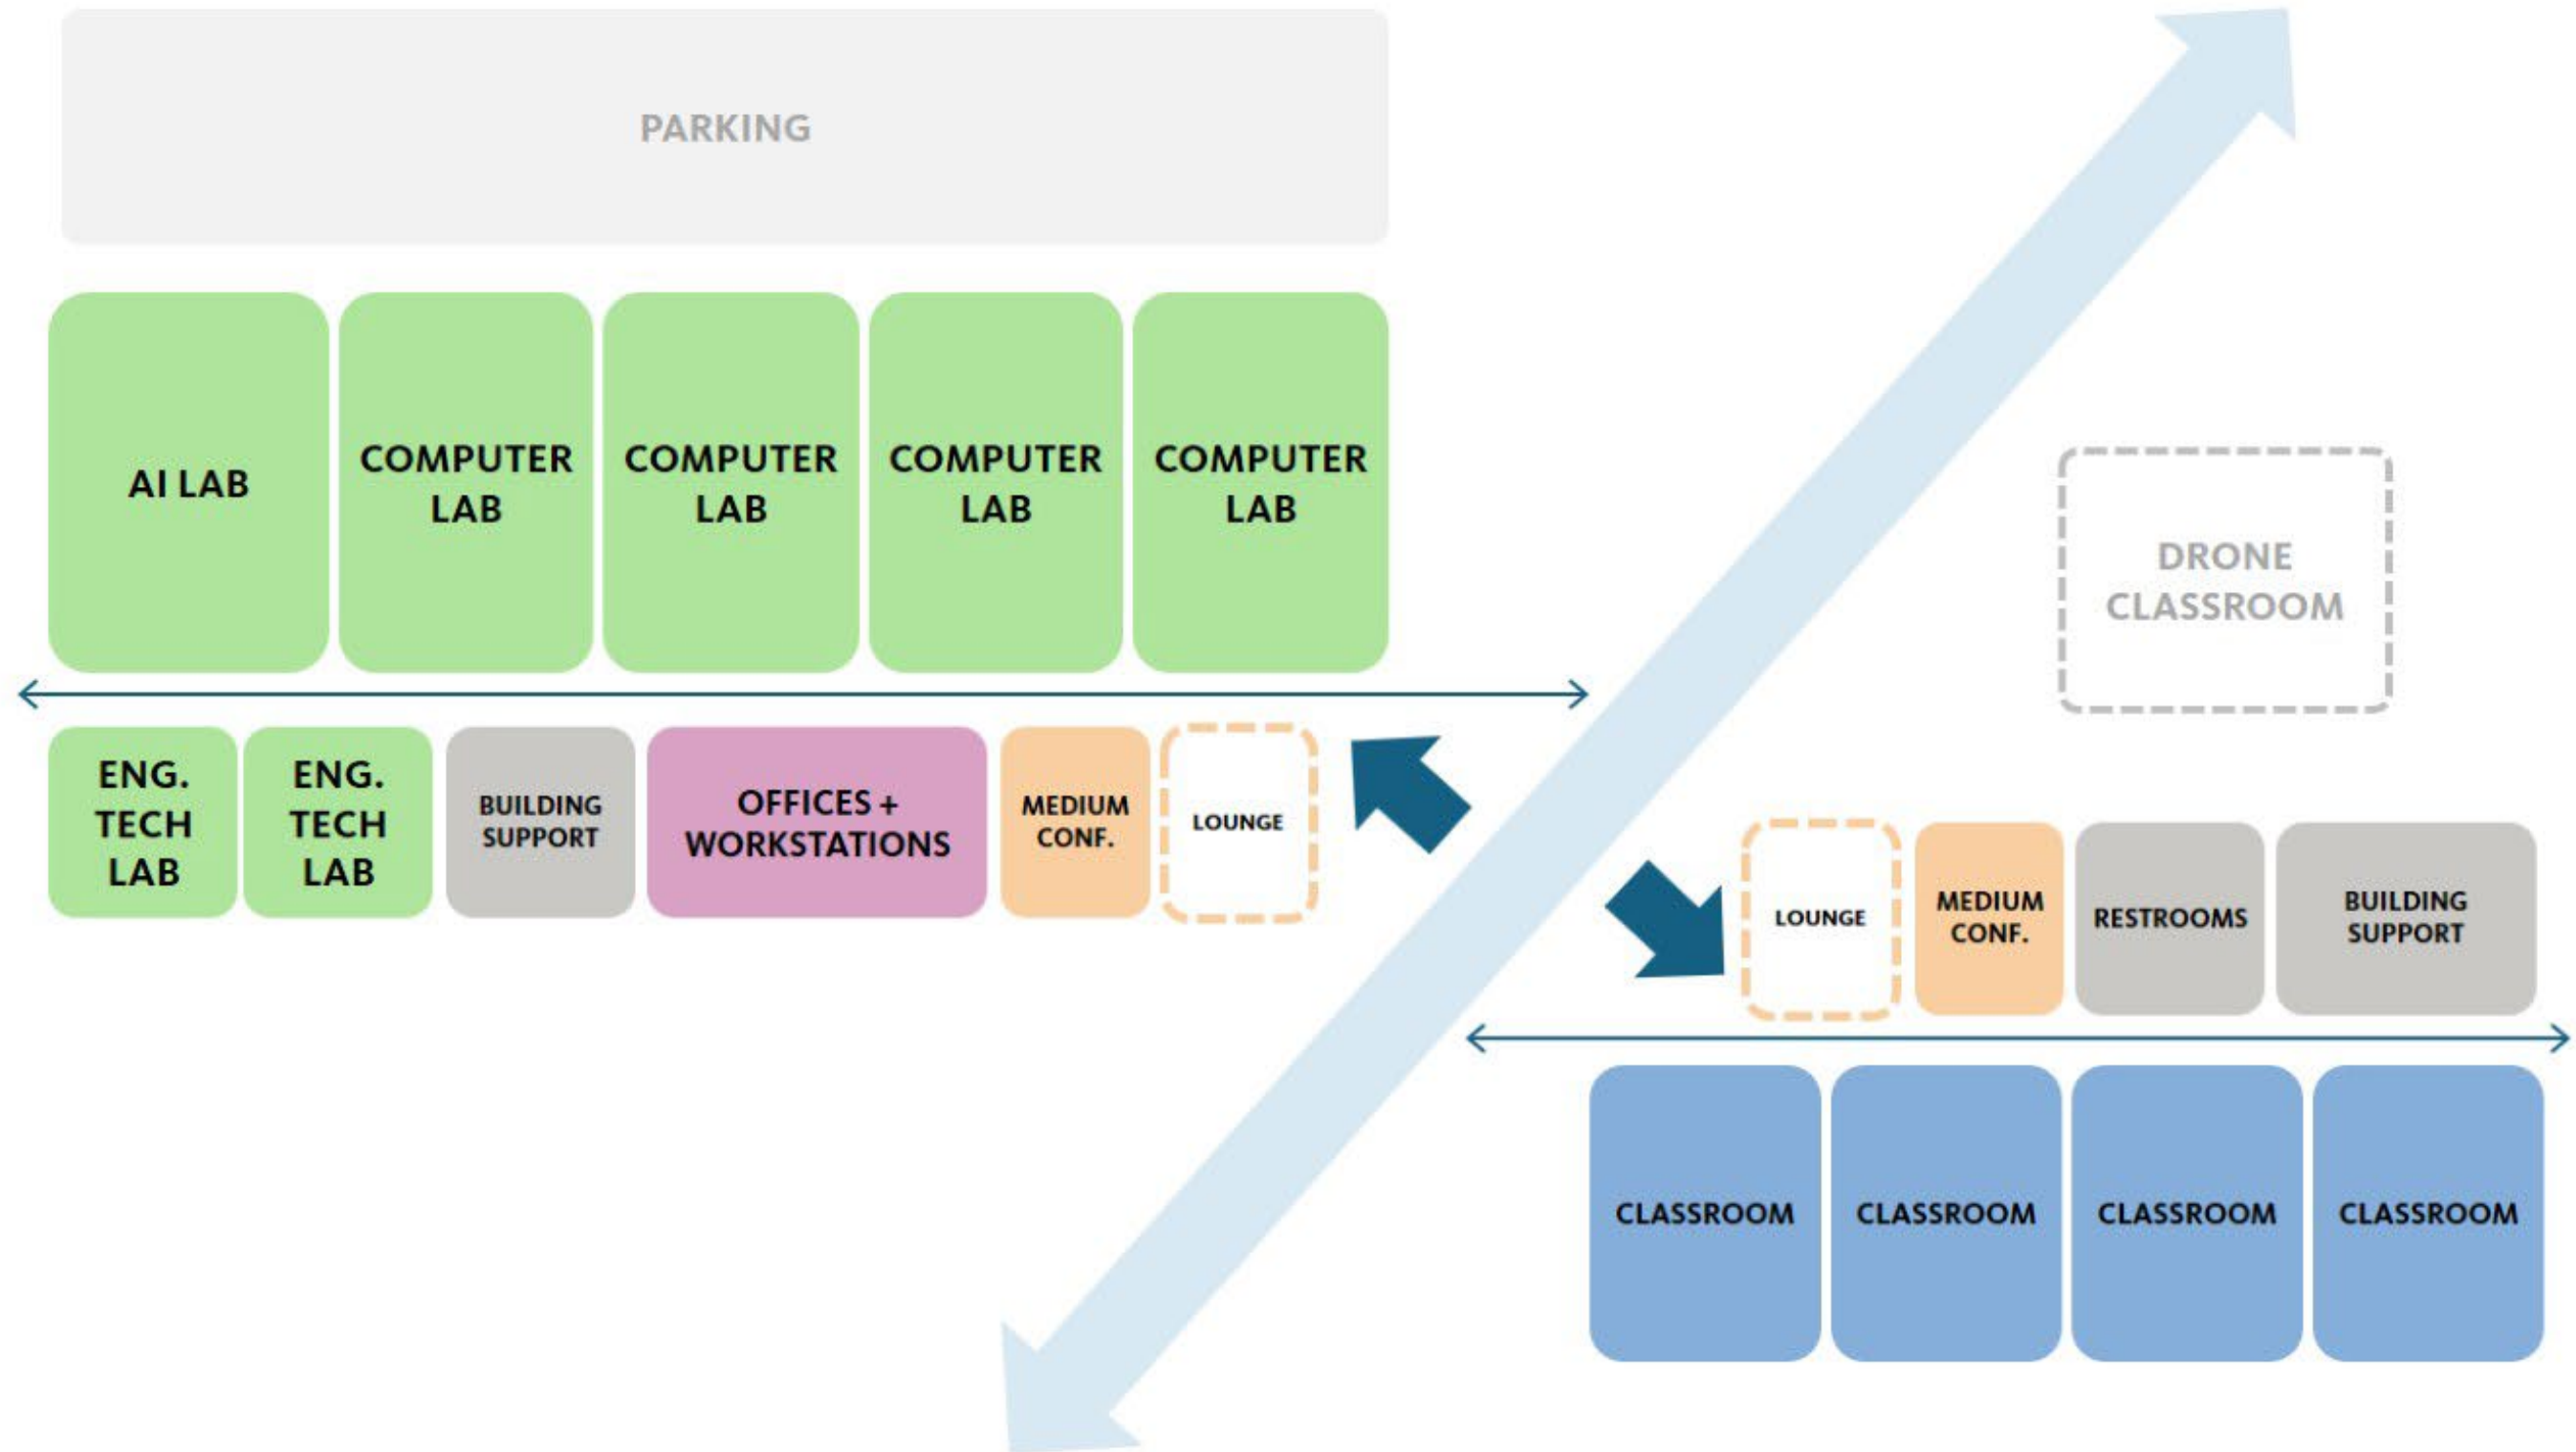 PARKING
AI LAB
COMPUTER
LAB
COMPUTER
LAB
COMPUTER
LAB
COMPUTER
LAB
ENG.
TECH
LAB
ENG.
TECH
LAB
BUILDING
SUPPORT
OFFICES +
WORKSTATIONS
MEDIUM
CONF.
LOUNGE
DRONE
CLASSROOM
LOUNGE
MEDIUM
CONF.
RESTROOMS
BUILDING
SUPPORT
CLASSROOM
CLASSROOM
CLASSROOM
CLASSROOM